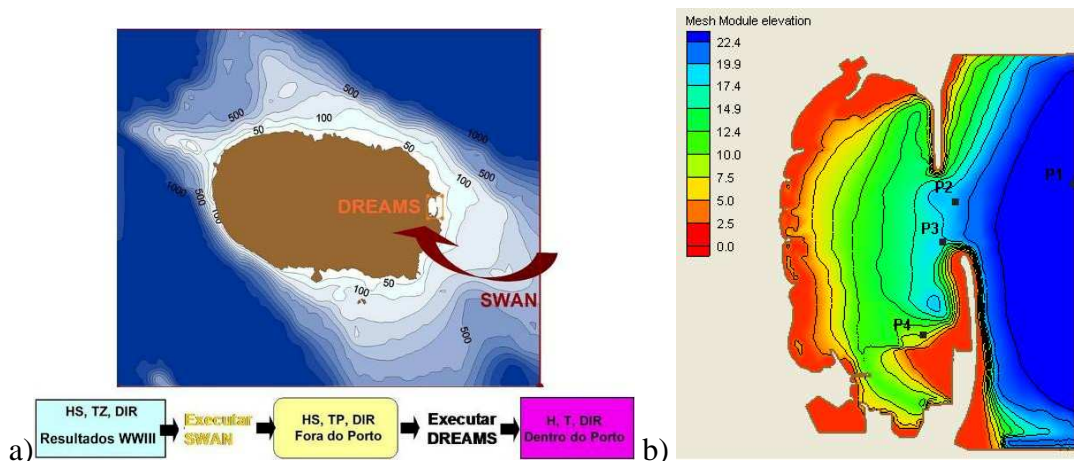 500
500
100
50
50
1000
500
1000
500
100
DREAMS
SWAN
100
50
500
HS, TZ, DIR
Resultados WWIII
Executar
SWAN
HS, TP, DIR
Fora do Porto
Executar
DREAMS
H, T, DIR
Dentro do Porto
a)
b)
Mesh Module elevation
22.4
19.9
17.4
14.9
12.4
10.0
7.5
5.0
2.5
0.0
P1
P2
P3
P4